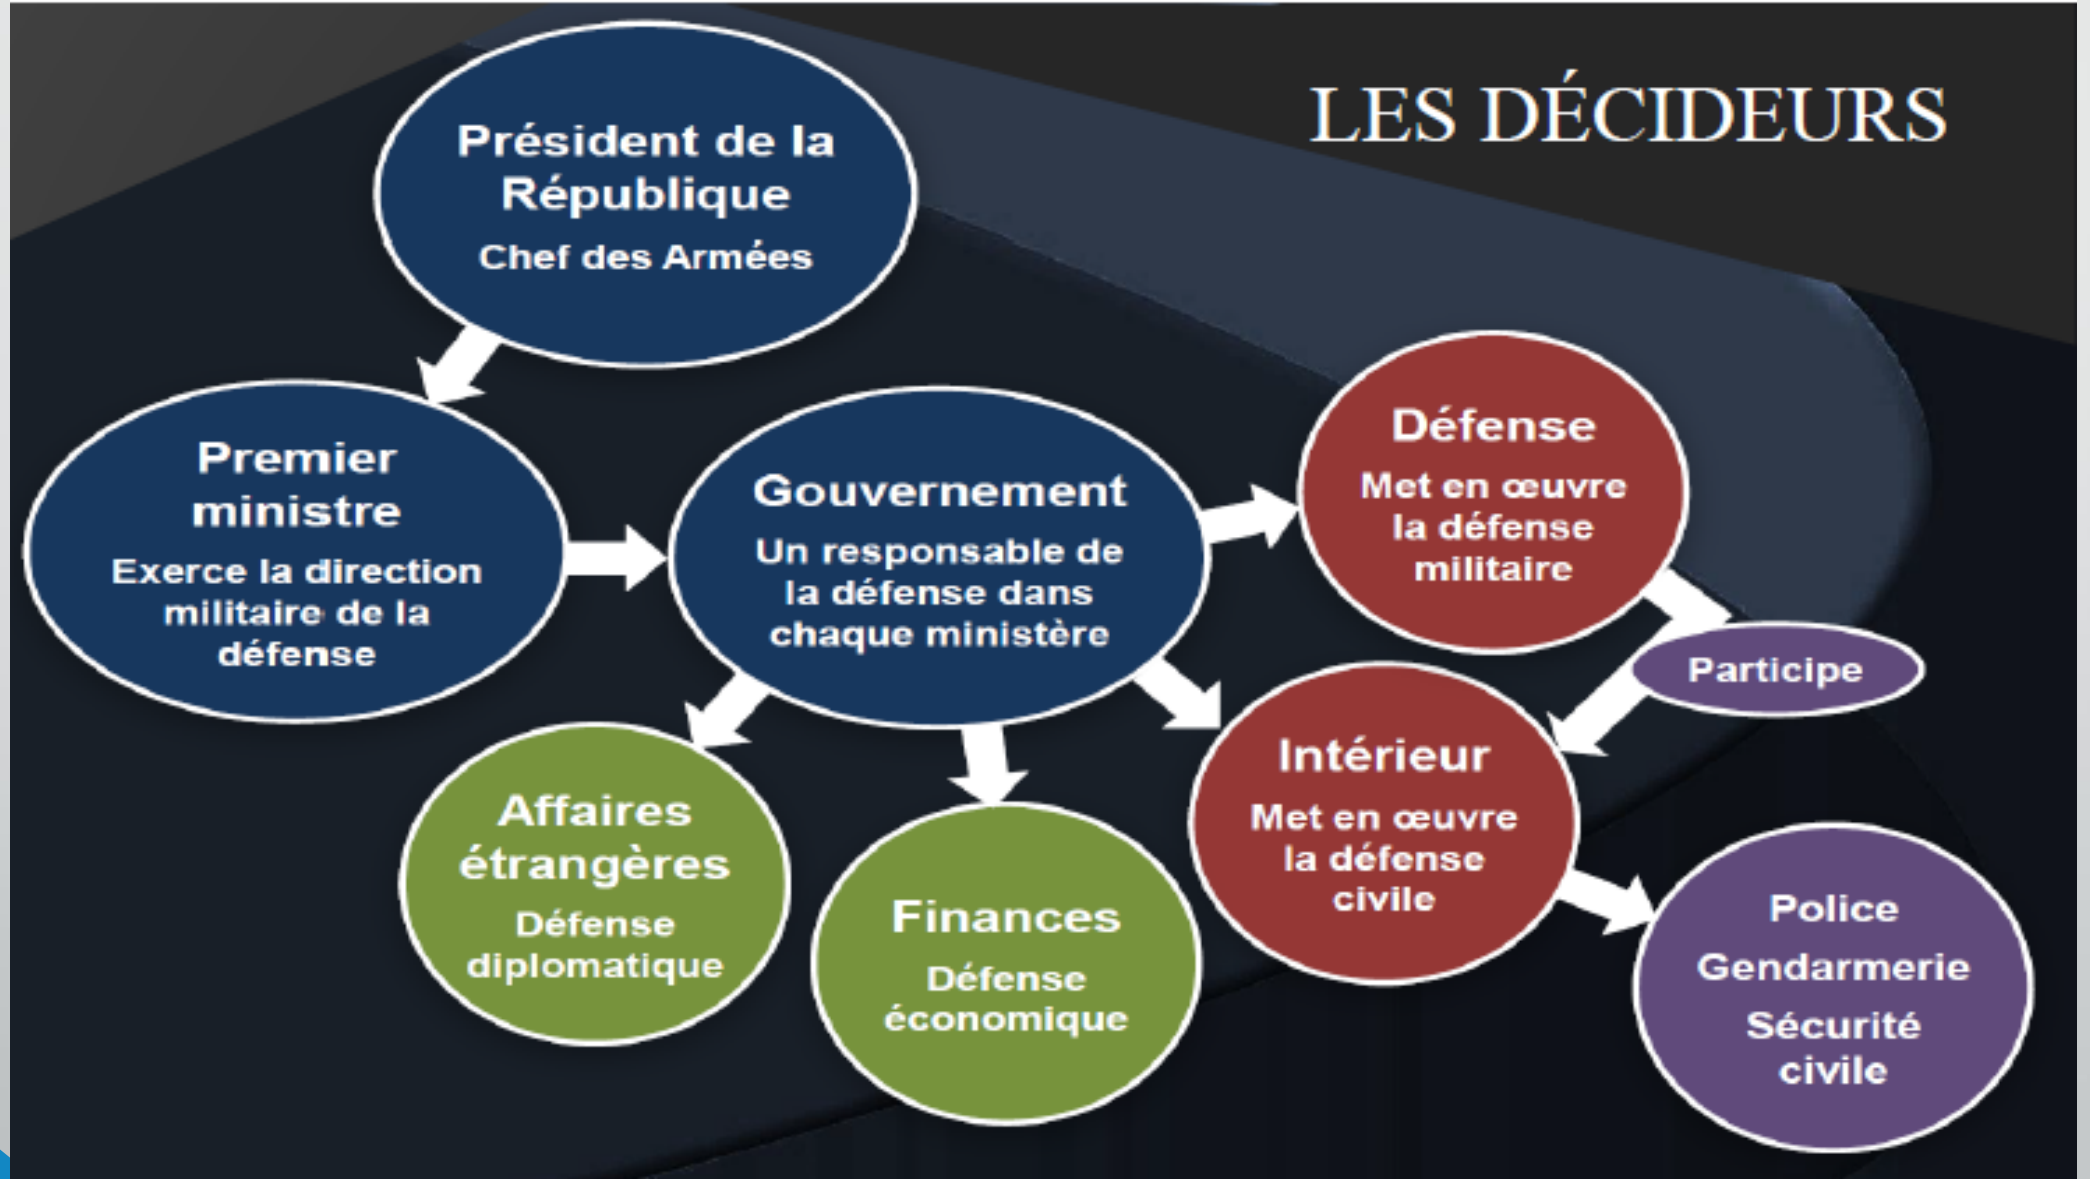 LES DÉCIDEURS
Président de la
République
Chef des Armées
Premier
ministre
Exerce la direction
militaire de la
défense
Gouvernement
Un responsable de
la défense dans
chaque ministère
Défense
Met en œuvre
la défense
militaire
Participe
Intérieur
Met en œuvre
la défense
civile
Affaires
étrangères
Défense
diplomatique
Finances
Défense
économique
Police
Gendarmerie
Sécurité
civile